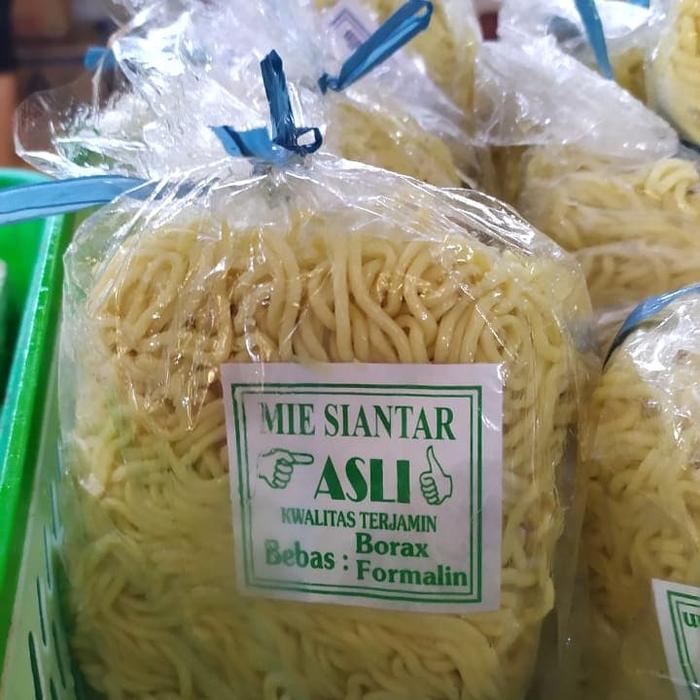 MIE SIANTAR
ASLI
KWALITAS TERJAMIN
Bebas : Borax
Formalin